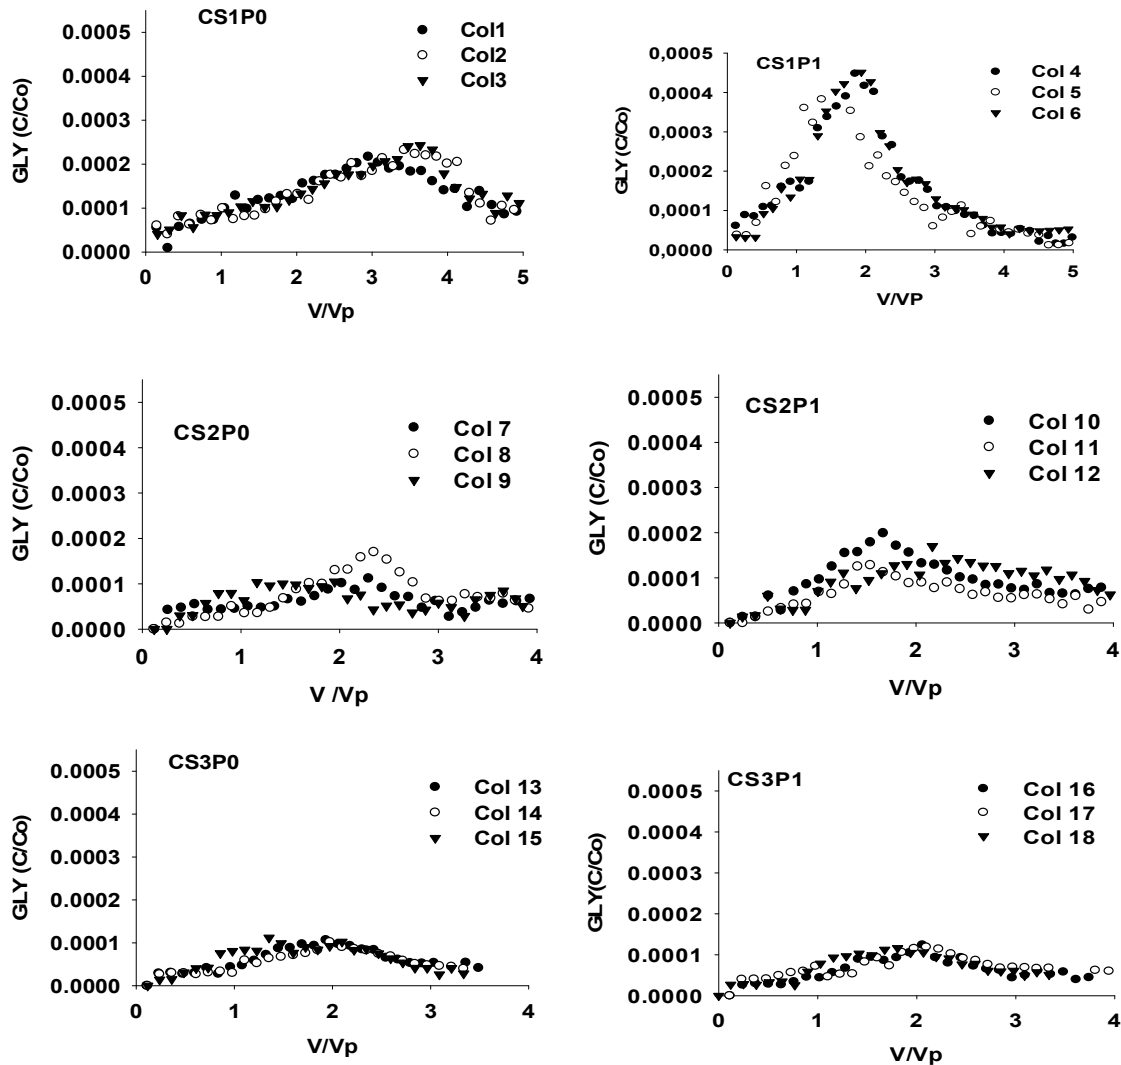 CS1P0
Col1
Col2
Col3
GLY (C/Co)
0.0005
0.0004
0.0003
0.0002
0.0001
0.0000
0 1 2 3 4 5
V/Vp
CS1P1
Col 4
Col 5
Col 6
GLY (C/Co)
0,0005
0,0004
0,0003
0,0002
0,0001
0,0000
0 1 2 3 4 5
V/VP
CS2P0
Col 7
Col 8
Col 9
GLY (C/Co)
0.0005
0.0004
0.0003
0.0002
0.0001
0.0000
0 1 2 3 4
V /Vp
CS2P1
Col 10
Col 11
Col 12
GLY (C/Co)
0.0005
0.0004
0.0003
0.0002
0.0001
0.0000
0 1 2 3 4
V/Vp
CS3P0
Col 13
Col 14
Col 15
GLY (C/Co)
0.0005
0.0004
0.0003
0.0002
0.0001
0.0000
0 1 2 3 4
V/Vp
CS3P1
Col 16
Col 17
Col 18
GLY(C/Co)
0.0005
0.0004
0.0003
0.0002
0.0001
0.0000
0 1 2 3 4
V/Vp